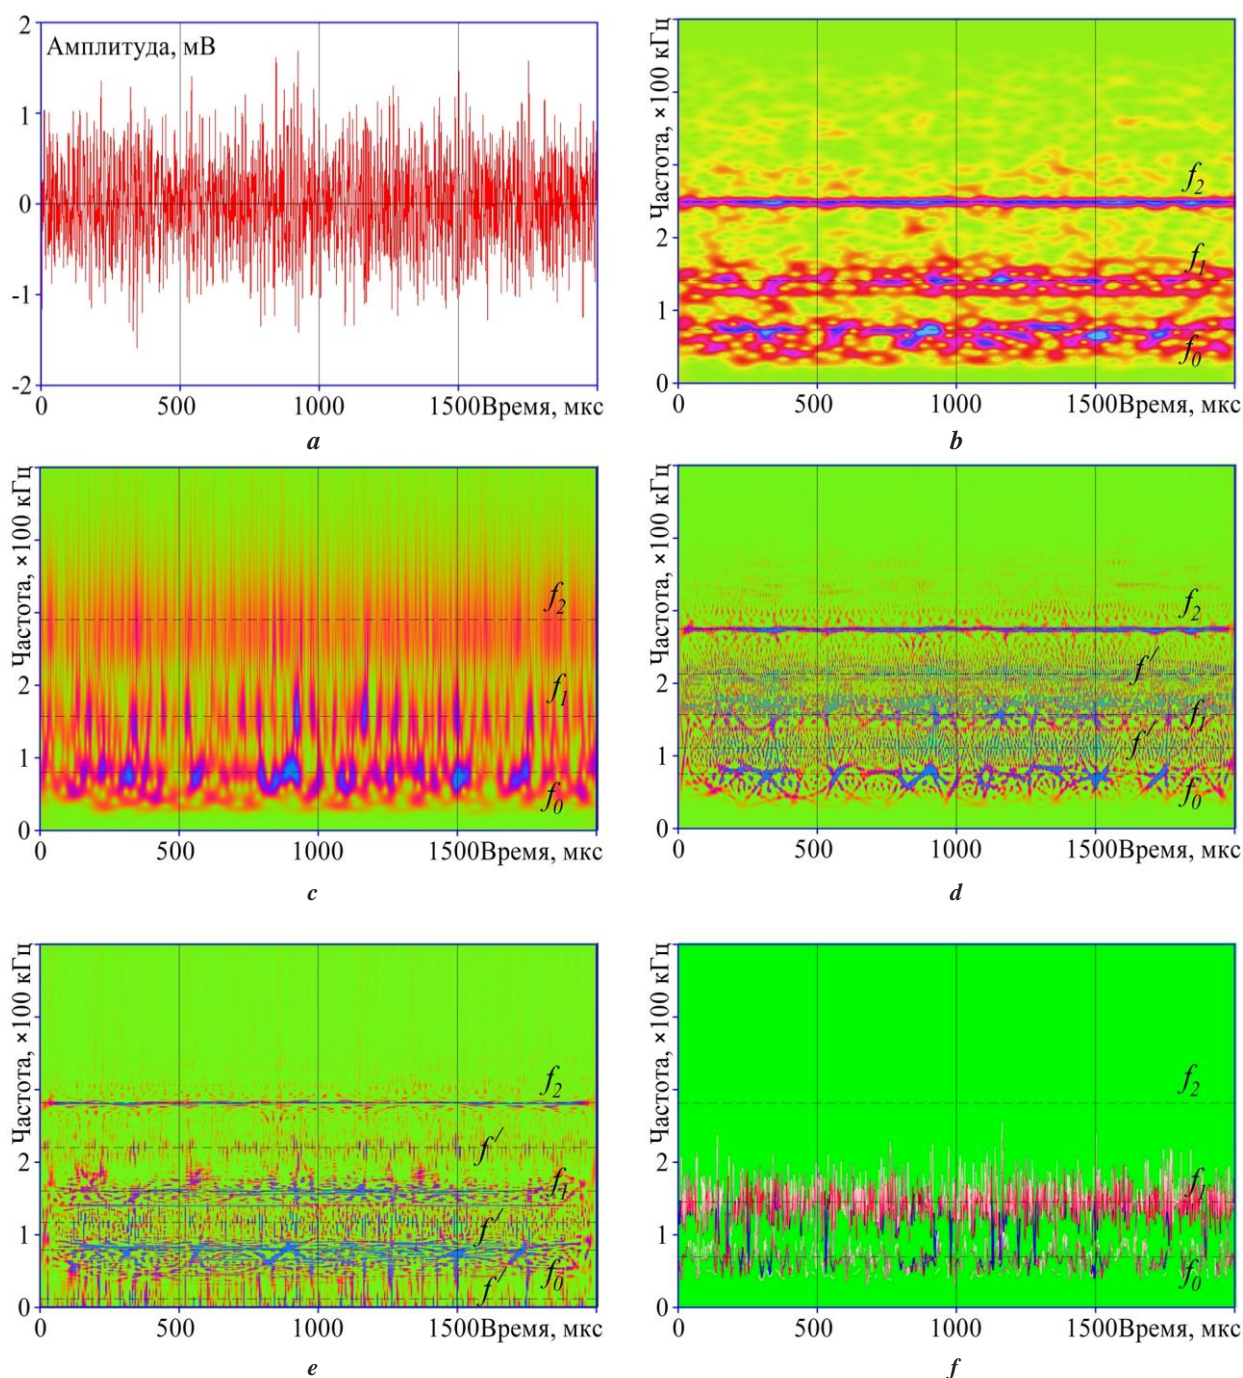 2
Амплитуда, мВ
1
0
-1
-2
0
500
1000
1500Время, мкс
a
Частота, ×100 кГц
f2
2
f1
1
f0
0
0
500
1000
1500Время, мкс
b
Частота, ×100 кГц
f2
2
f1
1
f0
0
0
500
1000
1500Время, мкс
c
Частота, ×100 кГц
f2
f/
2
f1
f/
1
f0
0
0
500
1000
1500Время, мкс
d
Частота, ×100 кГц
f2
f/
2
f1
f/
1
f0
f/
0
0
500
1000
1500Время, мкс
e
Частота, ×100 кГц
f2
2
f1
1
f0
0
0
500
1000
1500Время, мкс
f